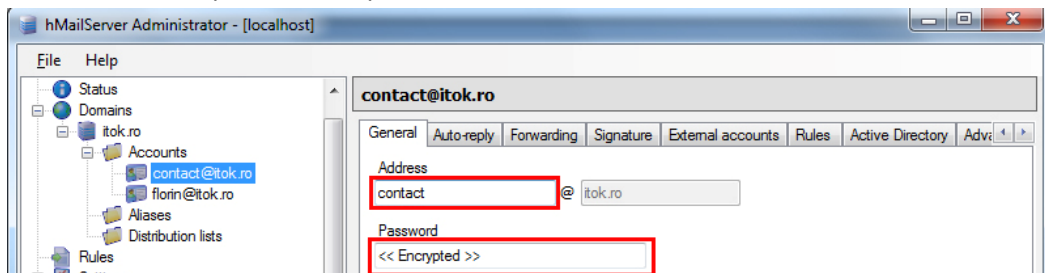 hMailServer Administrator - [localhost]
File Help
Status
Domains
itok.ro
Accounts
contact@itok.ro
florin@itok.ro
Aliases
Distribution lists
Rules
contact@itok.ro
General Auto-reply Forwarding Signature External accounts Rules Active Directory Adva
Address
contact @ itok.ro
Password
<< Encrypted >>